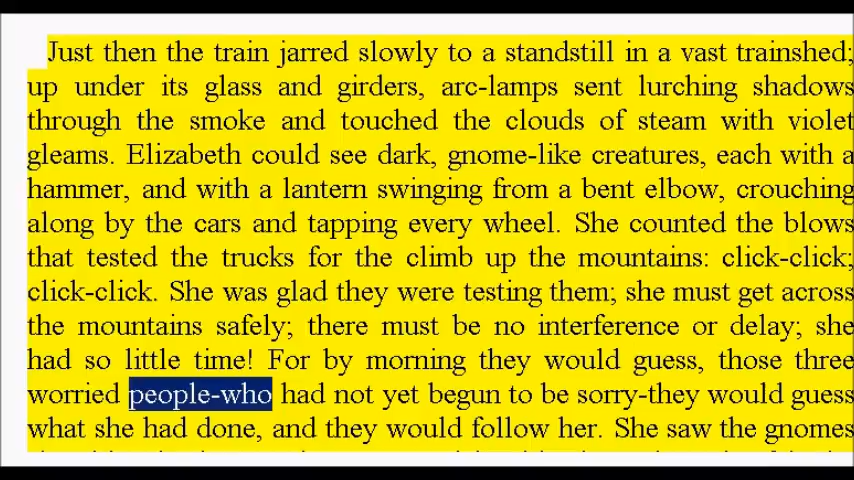 Just then the train jarred slowly to a standstill in a vast trainshed;
up under its glass and girders, arc-lamps sent lurching shadows
through the smoke and touched the clouds of steam with violet
gleams. Elizabeth could see dark, gnome-like creatures, each with a
hammer, and with a lantern swinging from a bent elbow, crouching
along by the cars and tapping every wheel. She counted the blows
that tested the trucks for the climb up the mountains: click-click;
click-click. She was glad they were testing them; she must get across
the mountains safely; there must be no interference or delay; she
had so little time! For by morning they would guess, those three
worried people-who had not yet begun to be sorry-they would guess
what she had done, and they would follow her. She saw the gnomes